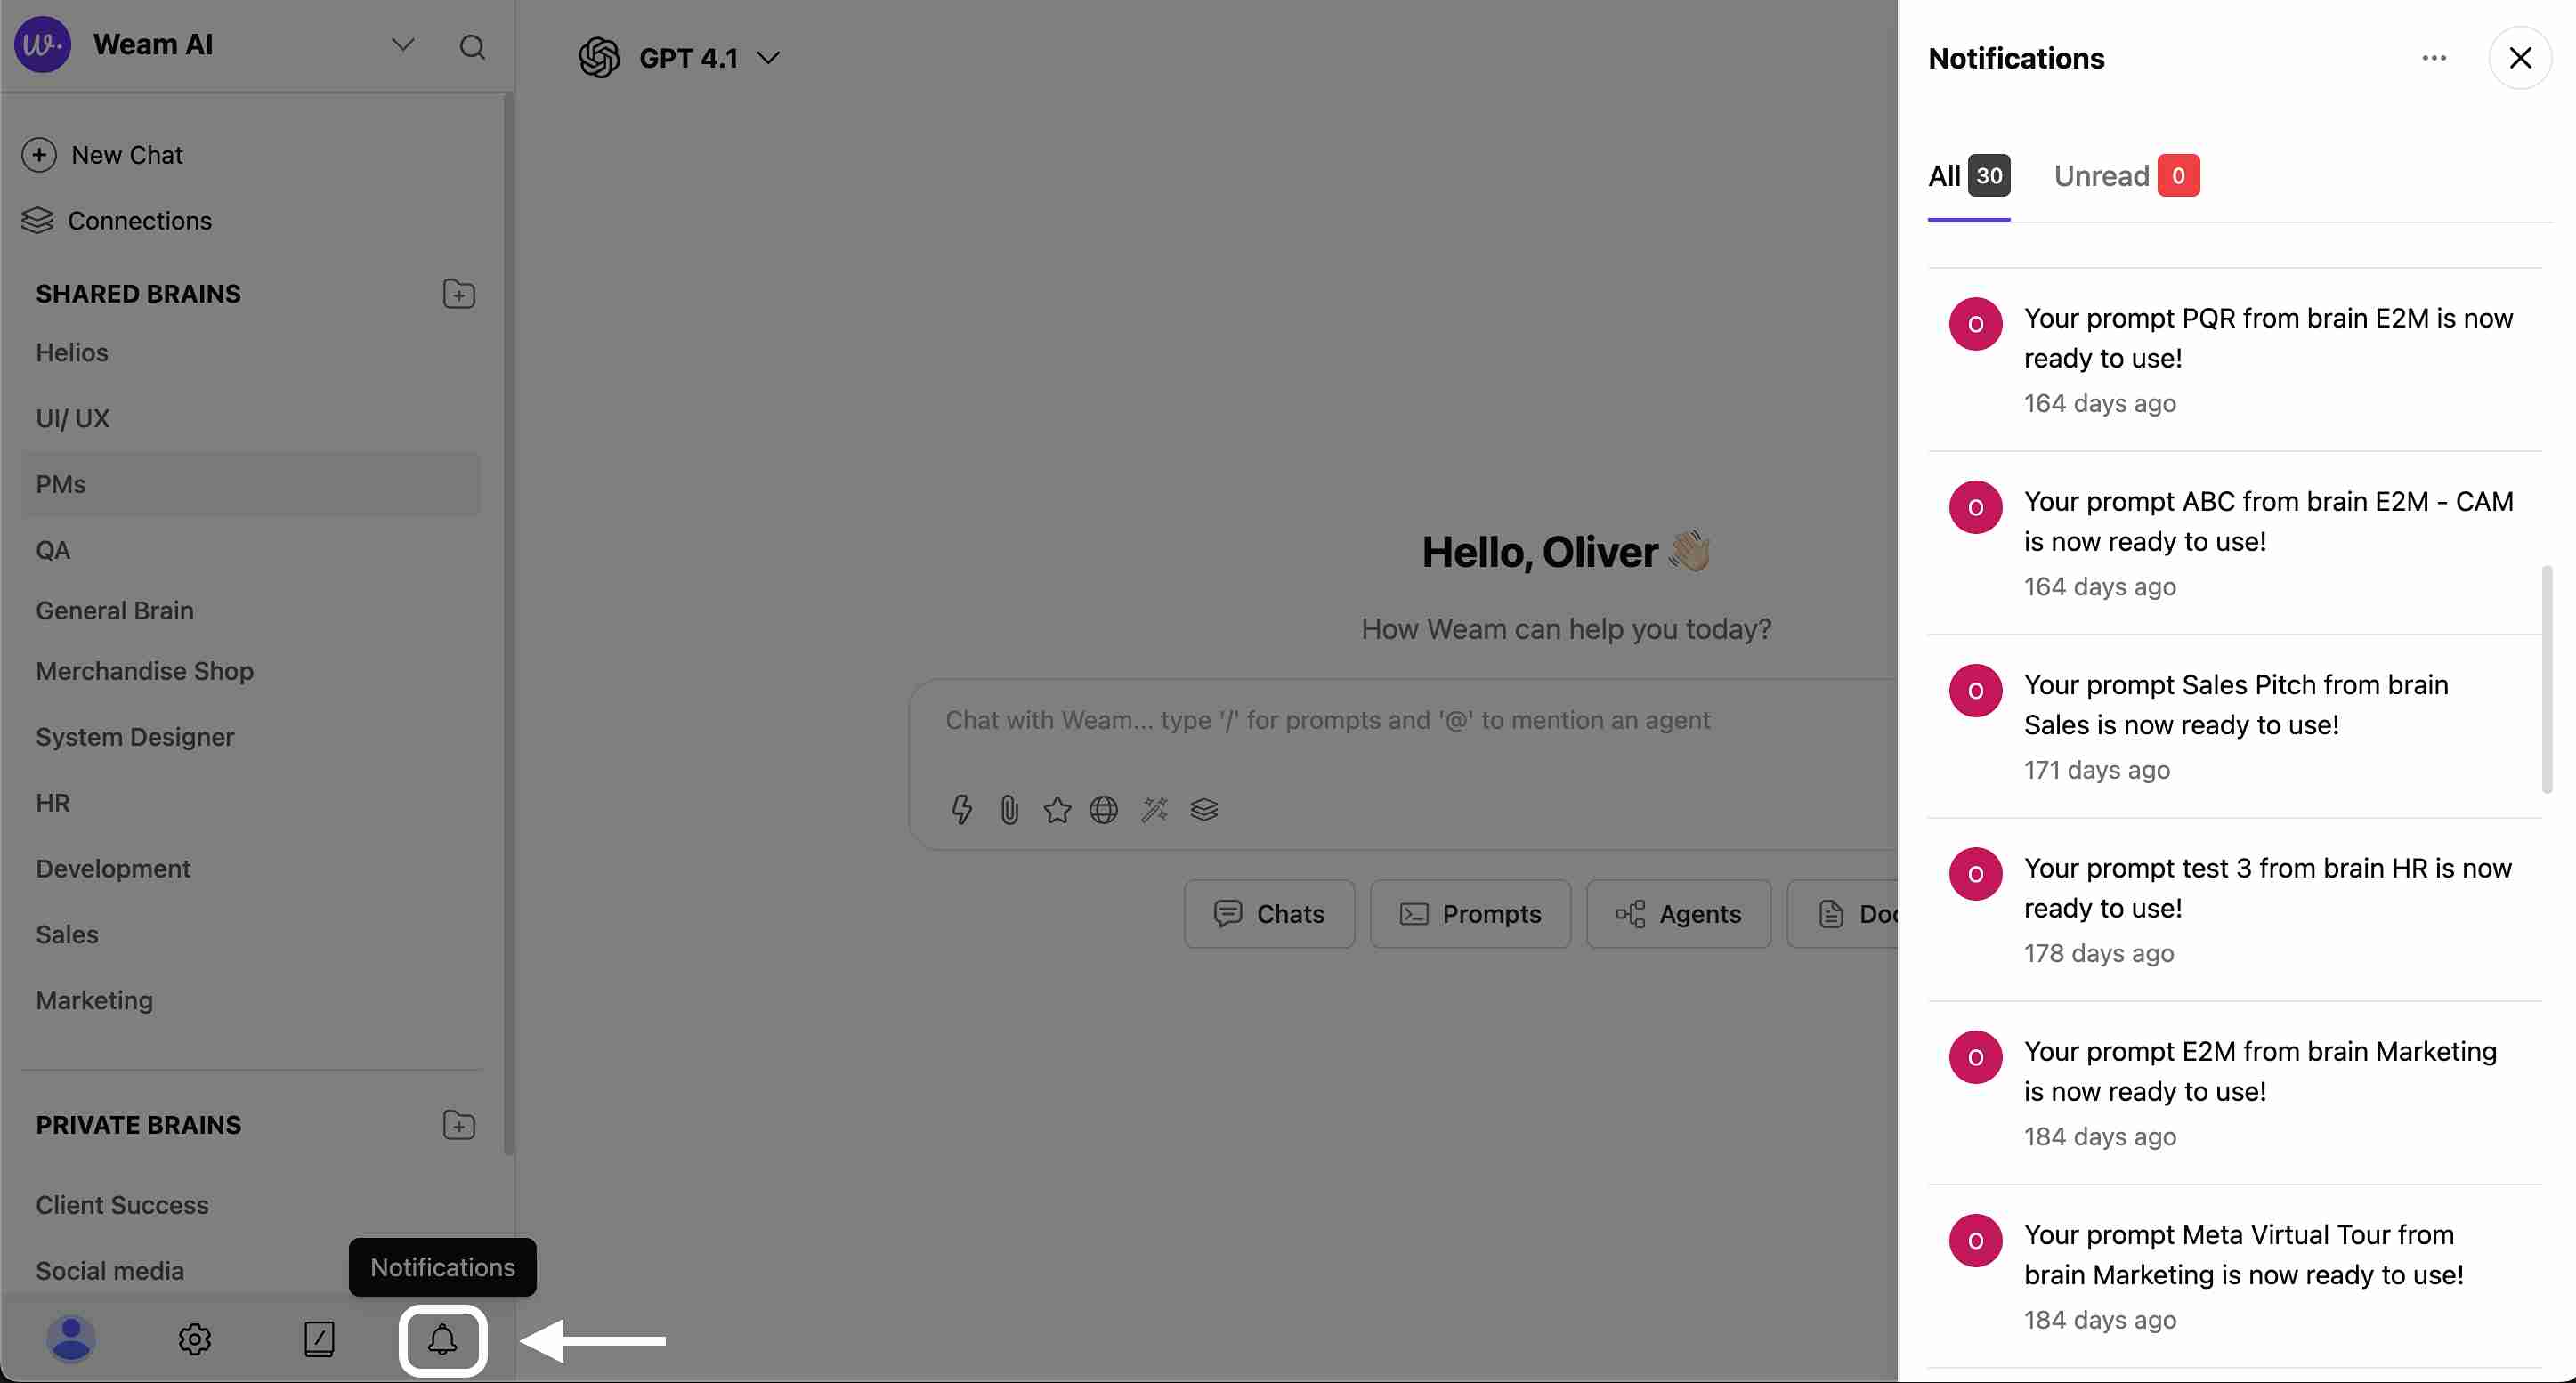 w.
Weam AI
New Chat
Connections
SHARED BRAINS
Helios
UI/ UX
PMs
QA
General Brain
Merchandise Shop
System Designer
HR
Development
Sales
Marketing
PRIVATE BRAINS
Client Success
Social media
Notifications
GPT 4.1
Hello, Oliver 👋🏼
How Weam can help you today?
Chat with Weam... type '/' for prompts and '@' to mention an agent
Chats
Prompts
Agents
Doc
Notifications
All 30
Unread 0
O
Your prompt PQR from brain E2M is now
ready to use!
164 days ago
O
Your prompt ABC from brain E2M - CAM
is now ready to use!
164 days ago
O
Your prompt Sales Pitch from brain
Sales is now ready to use!
171 days ago
O
Your prompt test 3 from brain HR is now
ready to use!
178 days ago
O
Your prompt E2M from brain Marketing
is now ready to use!
184 days ago
O
Your prompt Meta Virtual Tour from
brain Marketing is now ready to use!
184 days ago